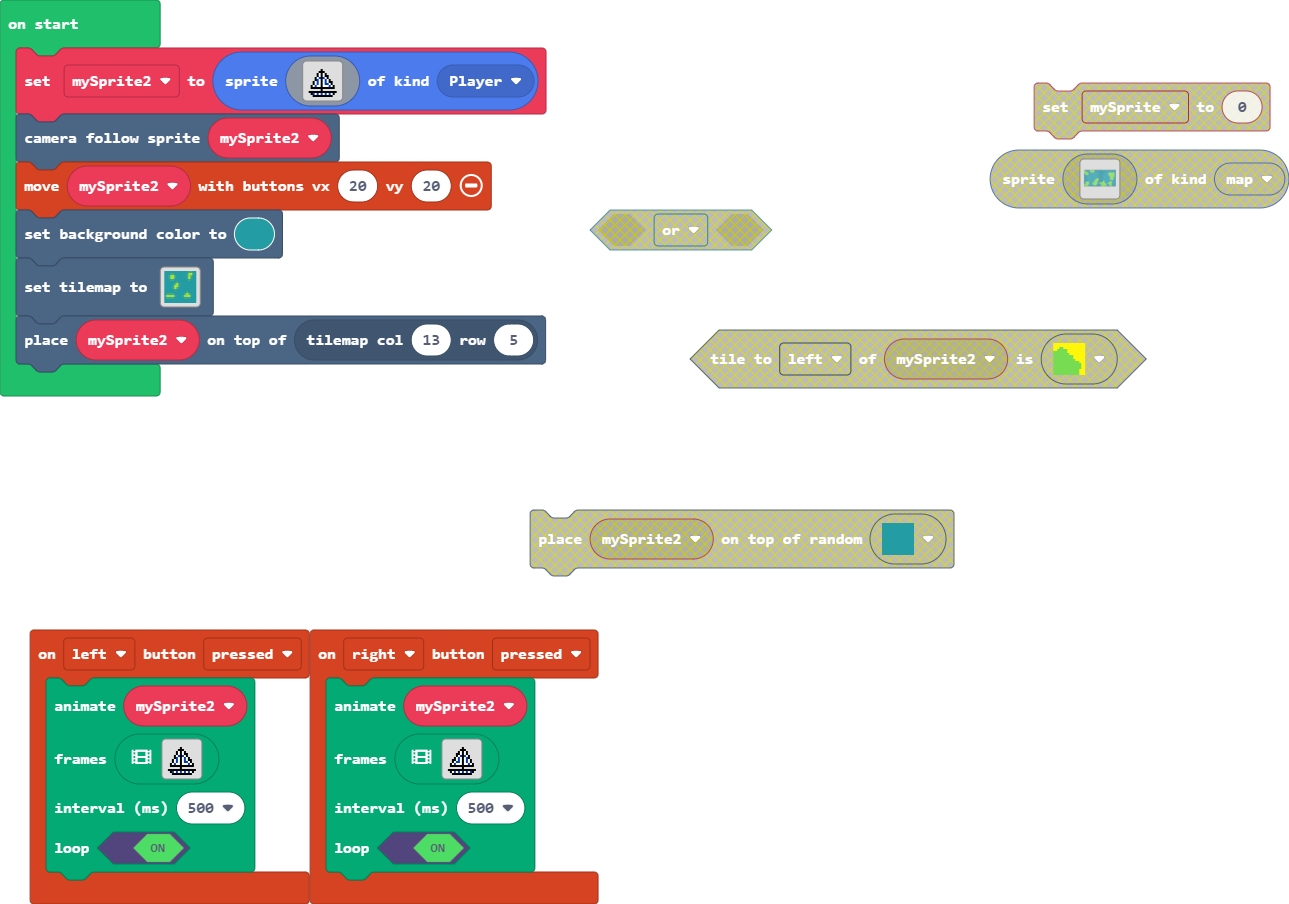 on start
set mySprite2 to sprite of kind Player
camera follow sprite mySprite2
move mySprite2 with buttons vx 20 vy 20
set background color to
set tilemap to
place mySprite2 on top of tilemap col 13 row 5
set mySprite to 0
sprite of kind map
or
tile to left of mySprite2 is
place mySprite2 on top of random
on left button pressed
animate mySprite2
frames
interval (ms) 500
loop ON
on right button pressed
animate mySprite2
frames
interval (ms) 500
loop ON